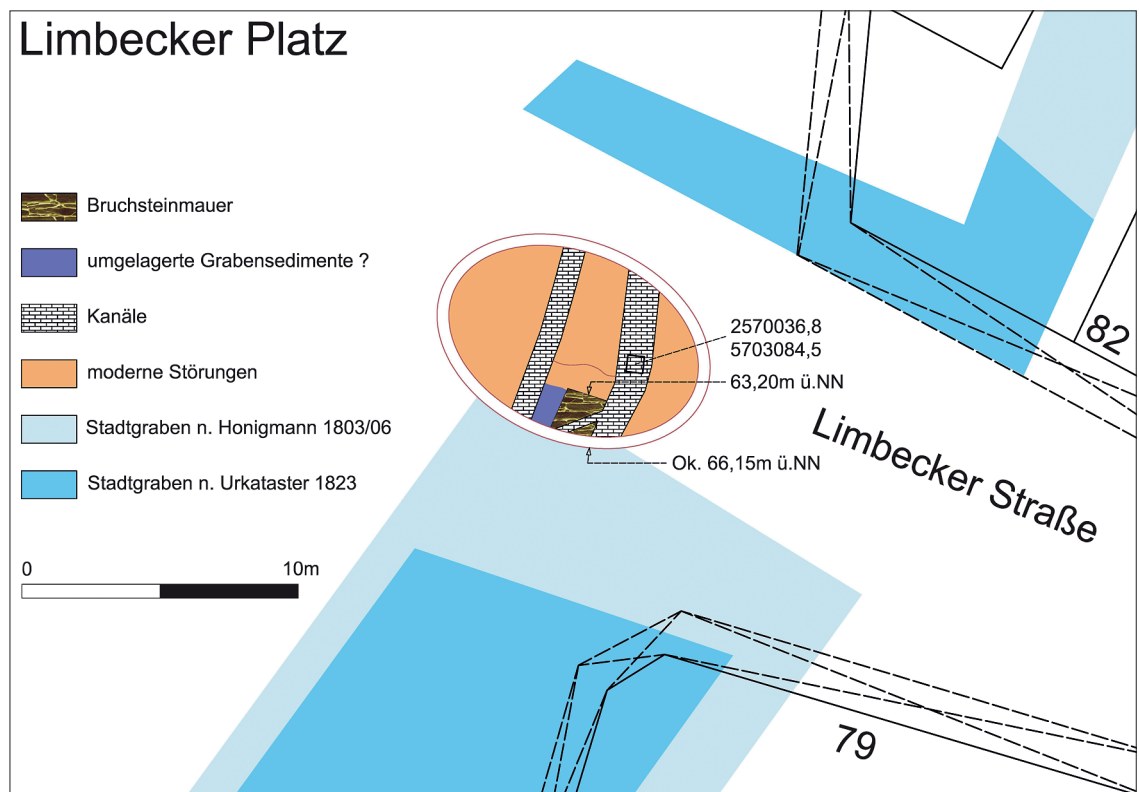 Limbecker Platz
Bruchsteinmauer
umgelagerte Grabensedimente ?
Kanäle
moderne Störungen
Stadtgraben n. Honigmann 1803/06
Stadtgraben n. Urkataster 1823
0 10m
2570036,8
5703084,5
63,20m ü.NN
Ok. 66,15m ü.NN
82
Limbecker Straße
79